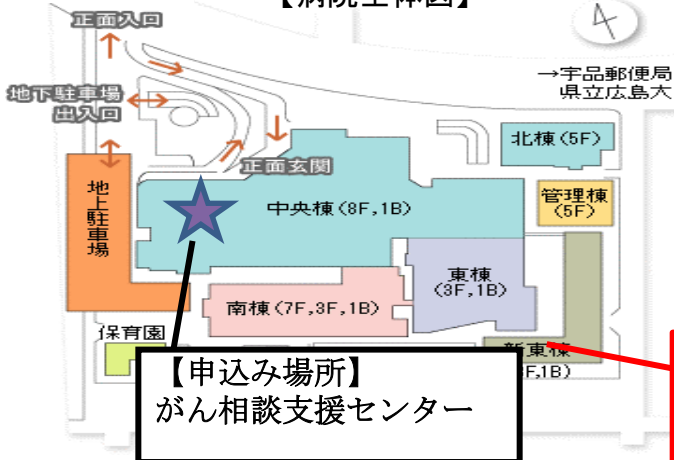 【病院全体図】
正面入口
→宇品郵便局
県立広島大
地下駐車場
出入口
北棟(5F)
正面玄関
地上駐車場
中央棟(8F,1B)
管理棟
(5F)
東棟
(3F,1B)
南棟(7F,3F,1B)
保育園
新東棟
F,1B)
【申込み場所】
がん相談支援センター